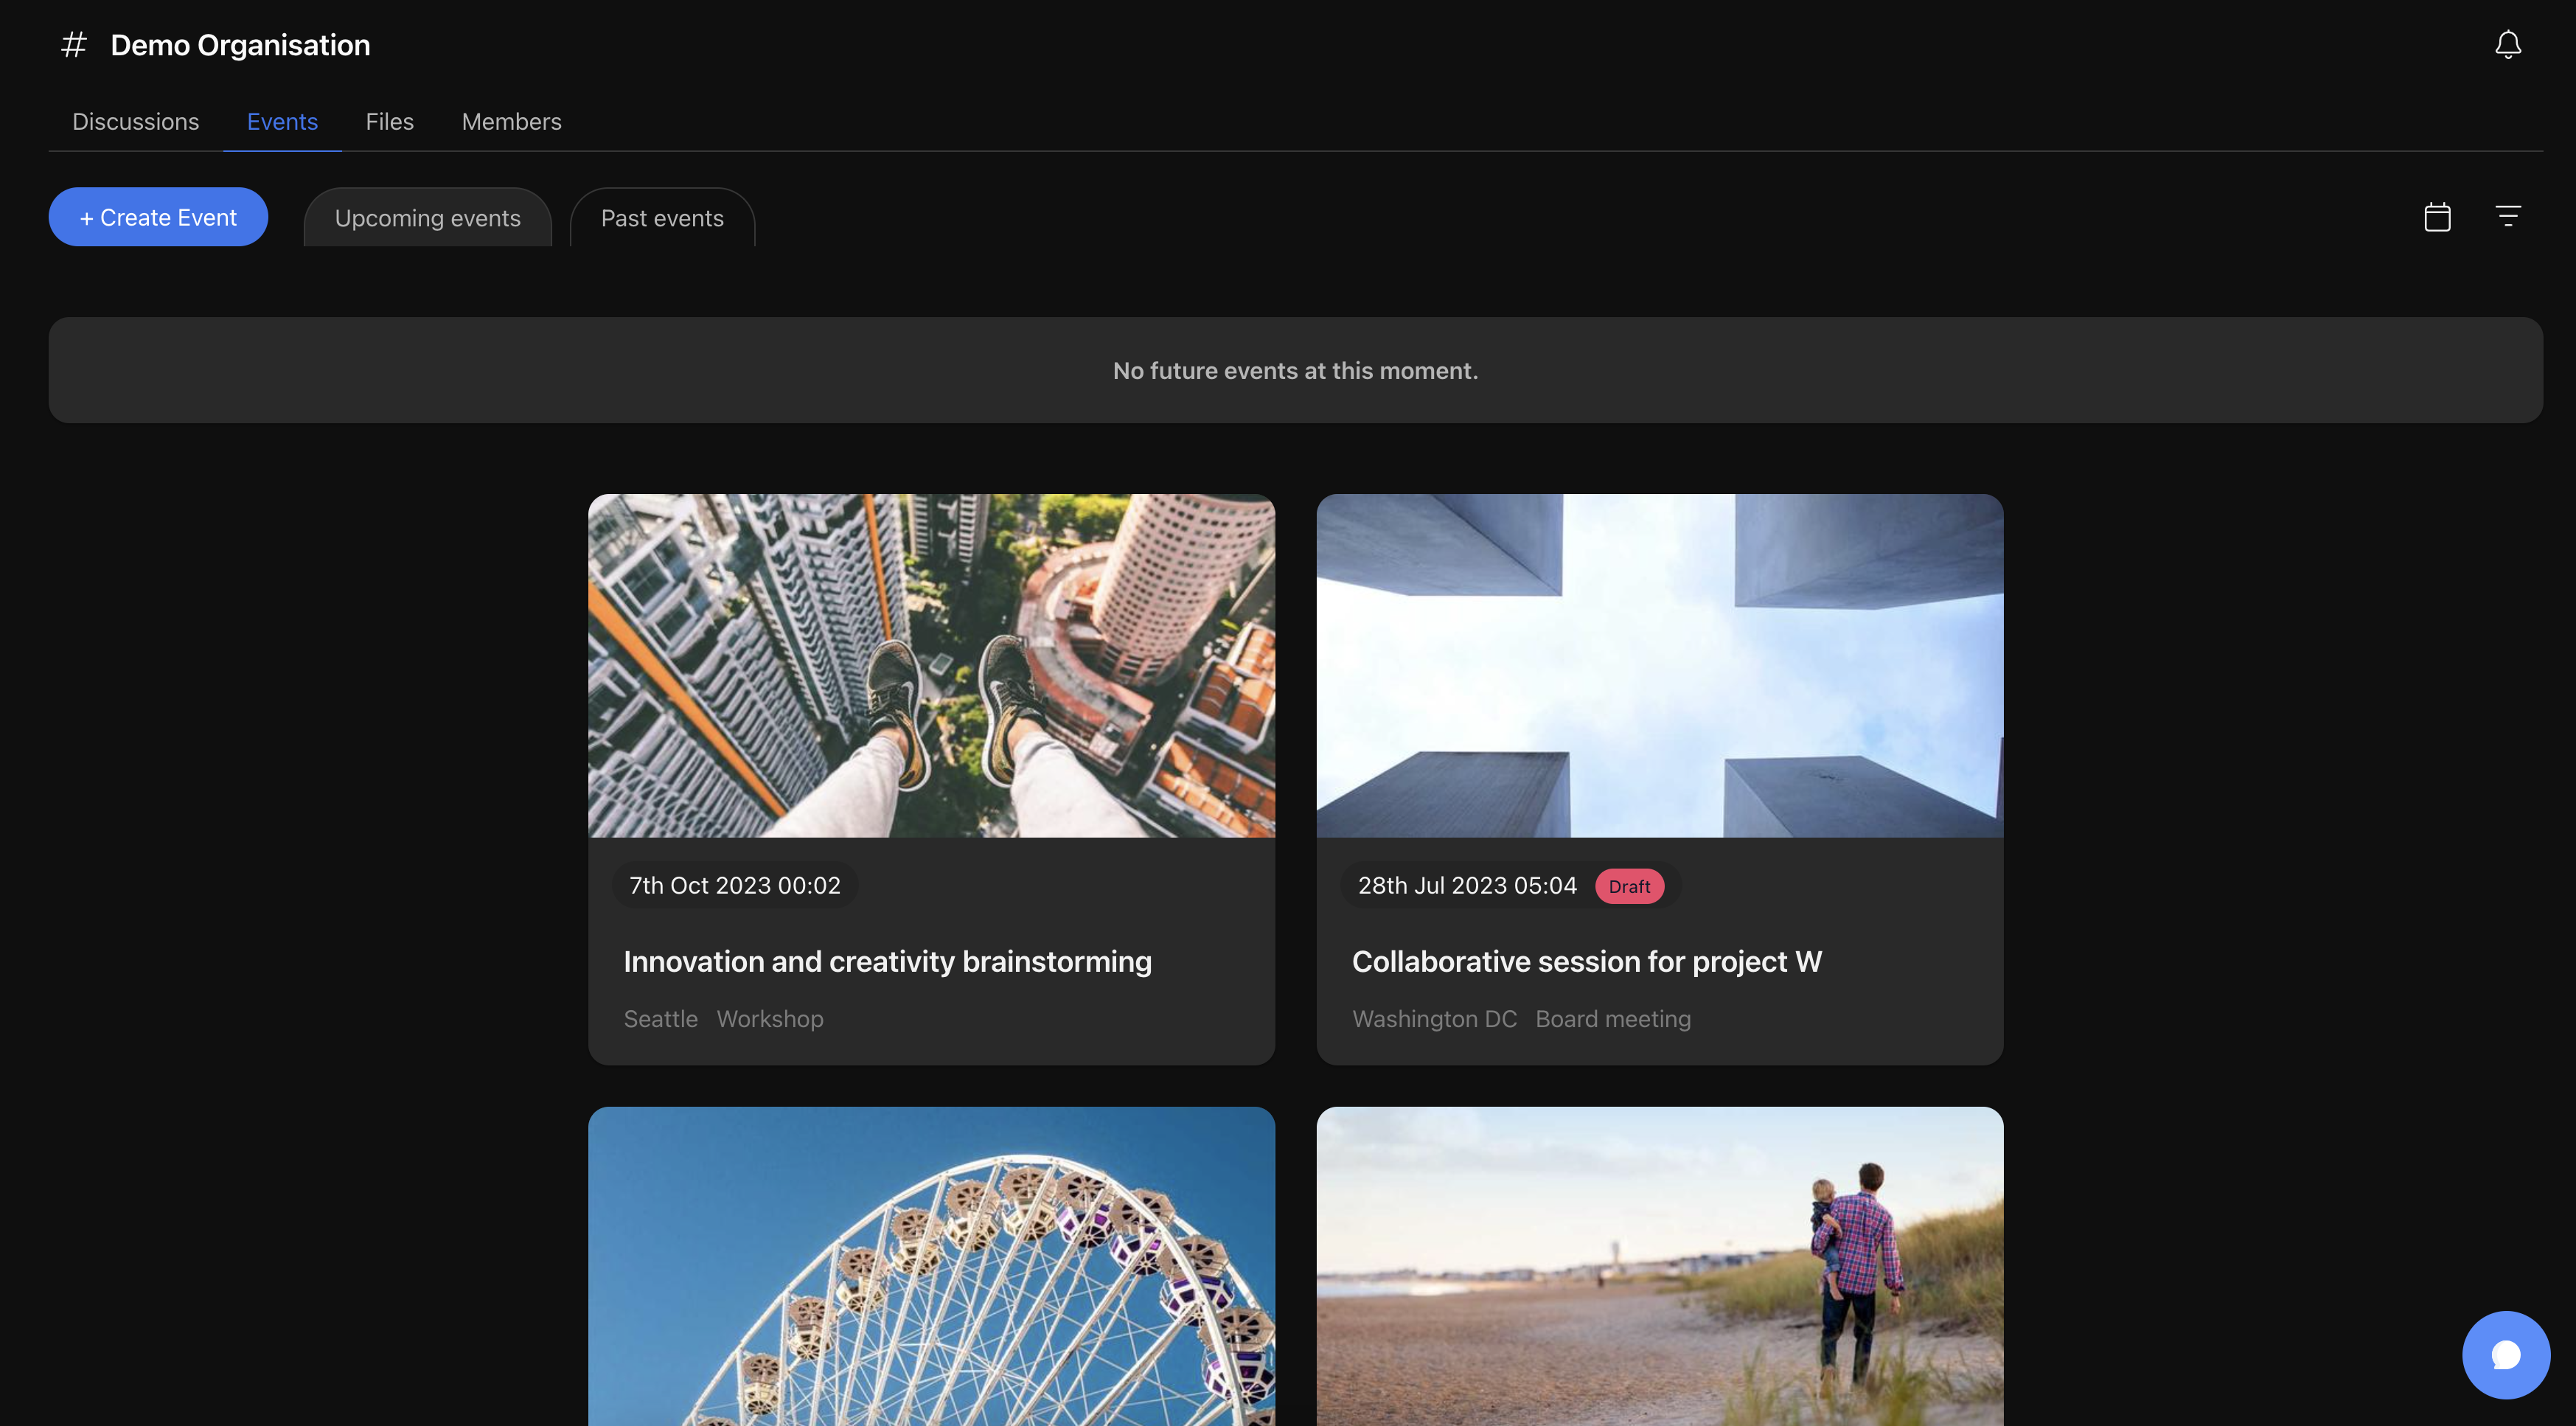 # Demo Organisation
Discussions Events Files Members
+ Create Event Upcoming events Past events
No future events at this moment.
7th Oct 2023 00:02
Innovation and creativity brainstorming
Seattle Workshop
28th Jul 2023 05:04 Draft
Collaborative session for project W
Washington DC Board meeting